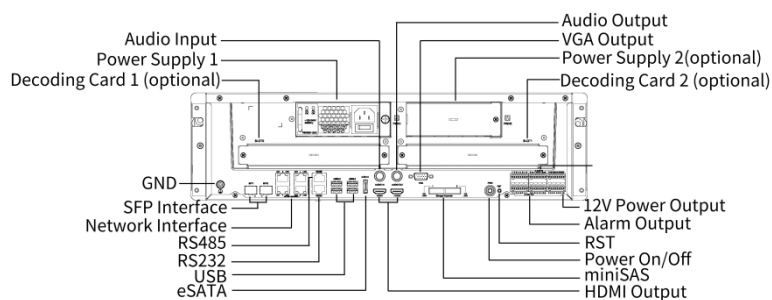 Audio Output
Audio Input
VGA Output
Power Supply 1
Power Supply 2(optional)
Decoding Card 1 (optional)
Decoding Card 2 (optional)
GND
SFP Interface
12V Power Output
Network Interface
Alarm Output
RS485
RST
RS232
Power On/Off
USB
miniSAS
eSATA
HDMI Output